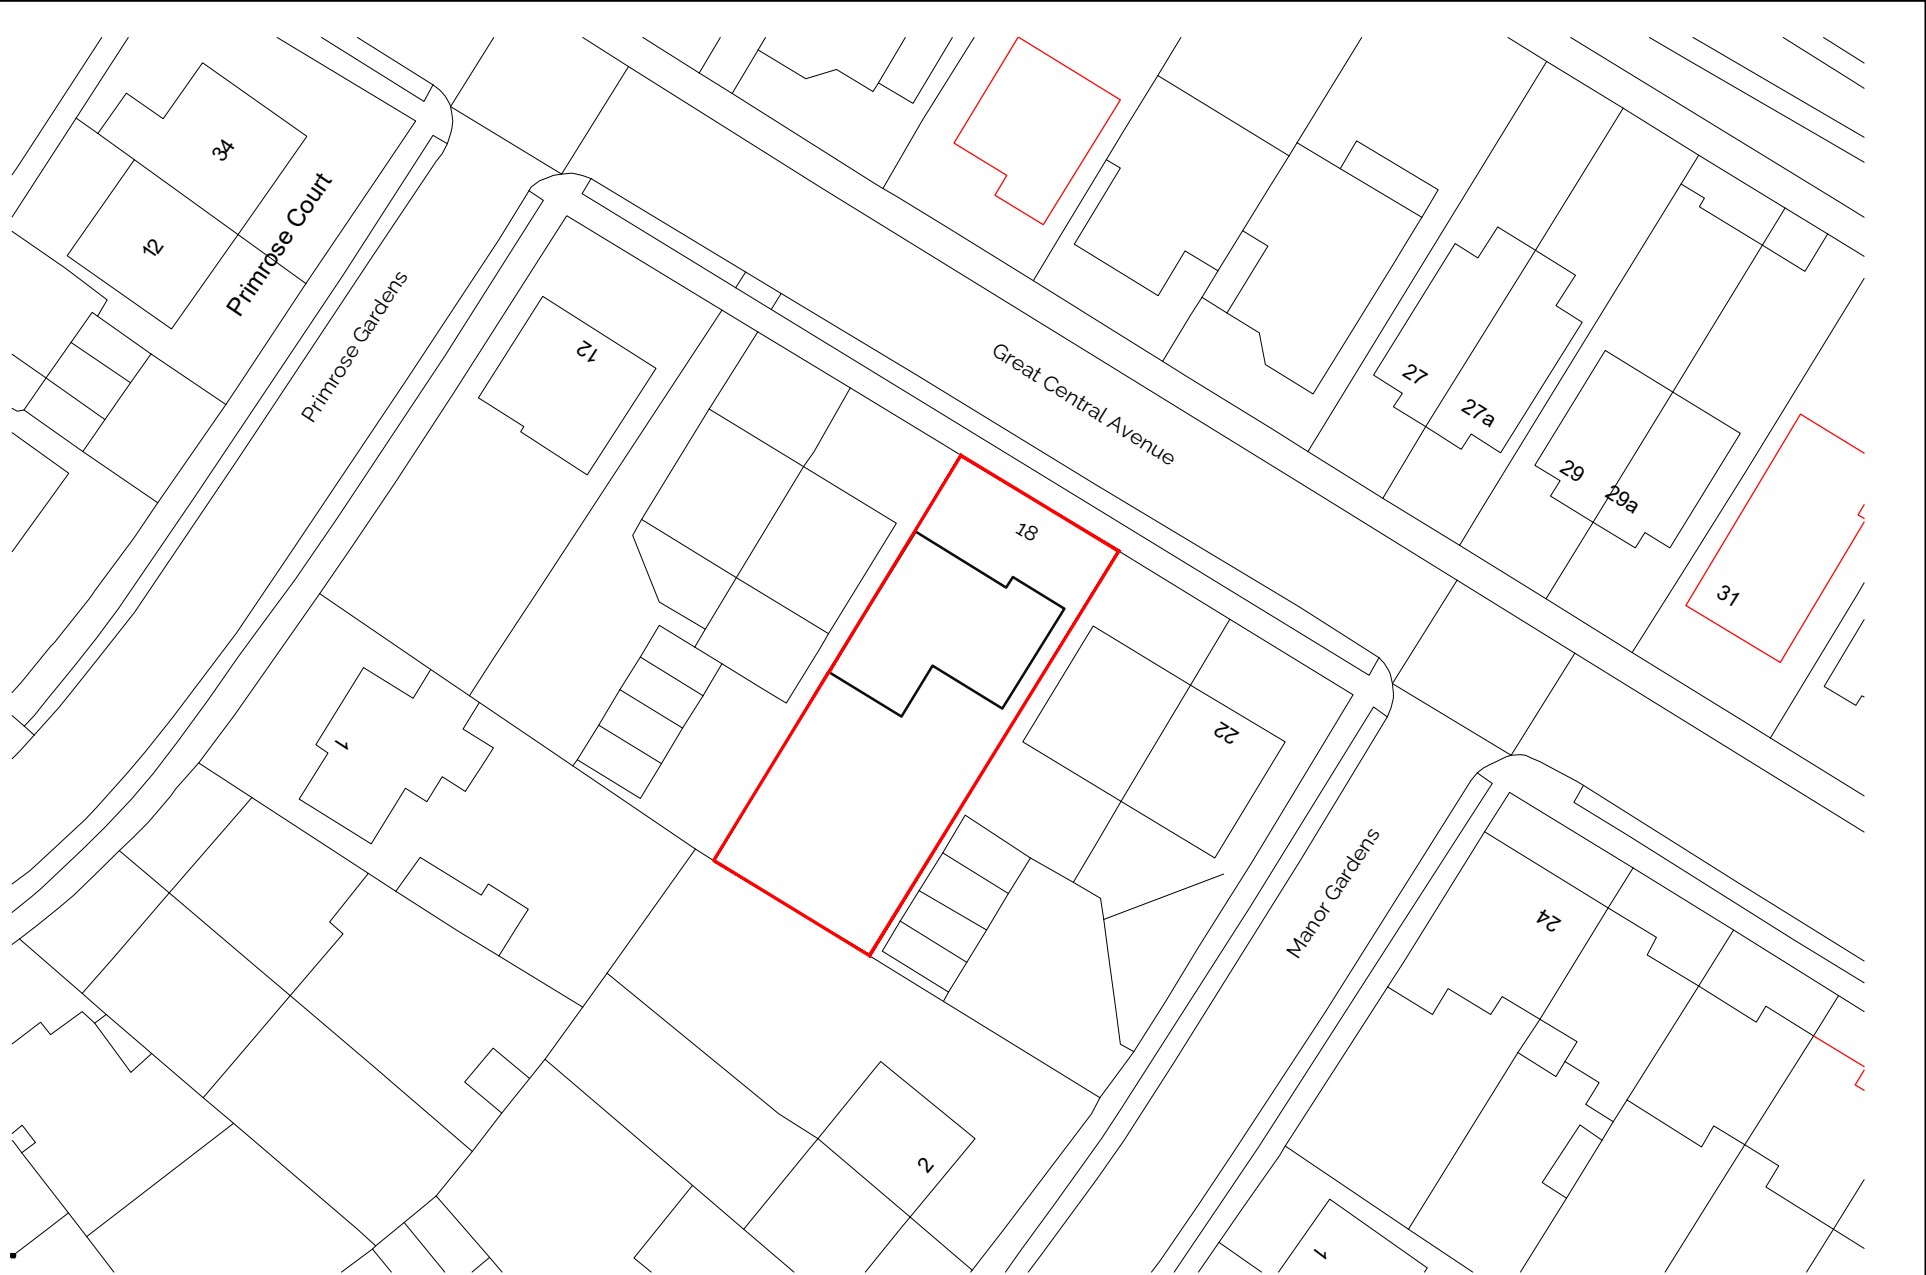 34
12
Primrose Court
Primrose Gardens
12
Great Central Avenue
27
27a
29
29a
18
31
1
22
Manor Gardens
24
2
1